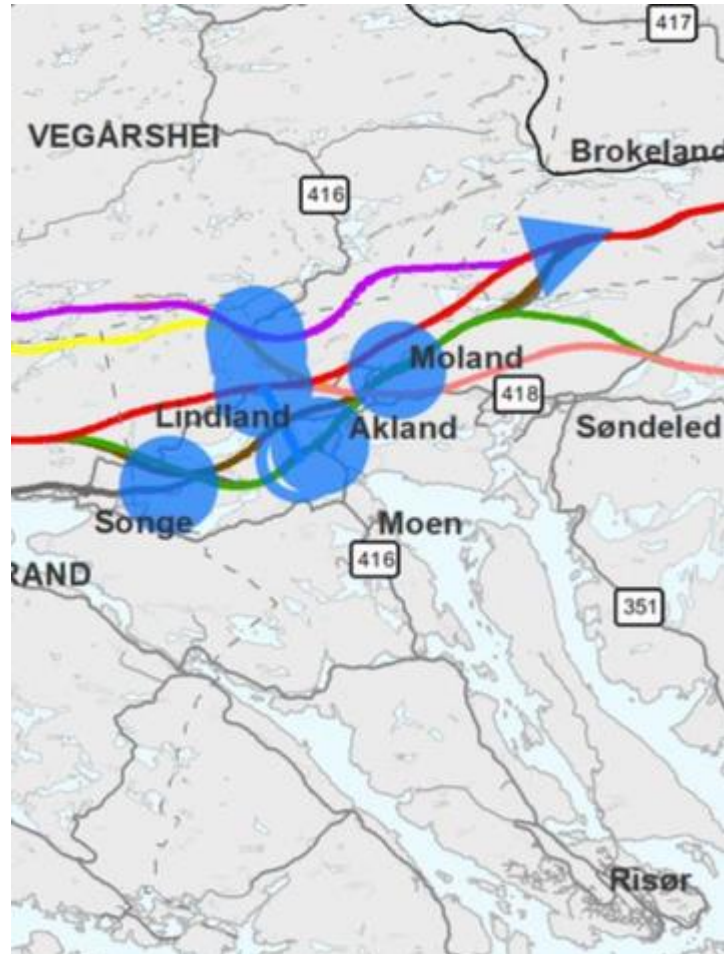 417
VEGÅRSHEI
Brokeland
416
Moland
418
Lindland
Akland
Søndeled
Songe
Moen
416
RAND
351
Risør